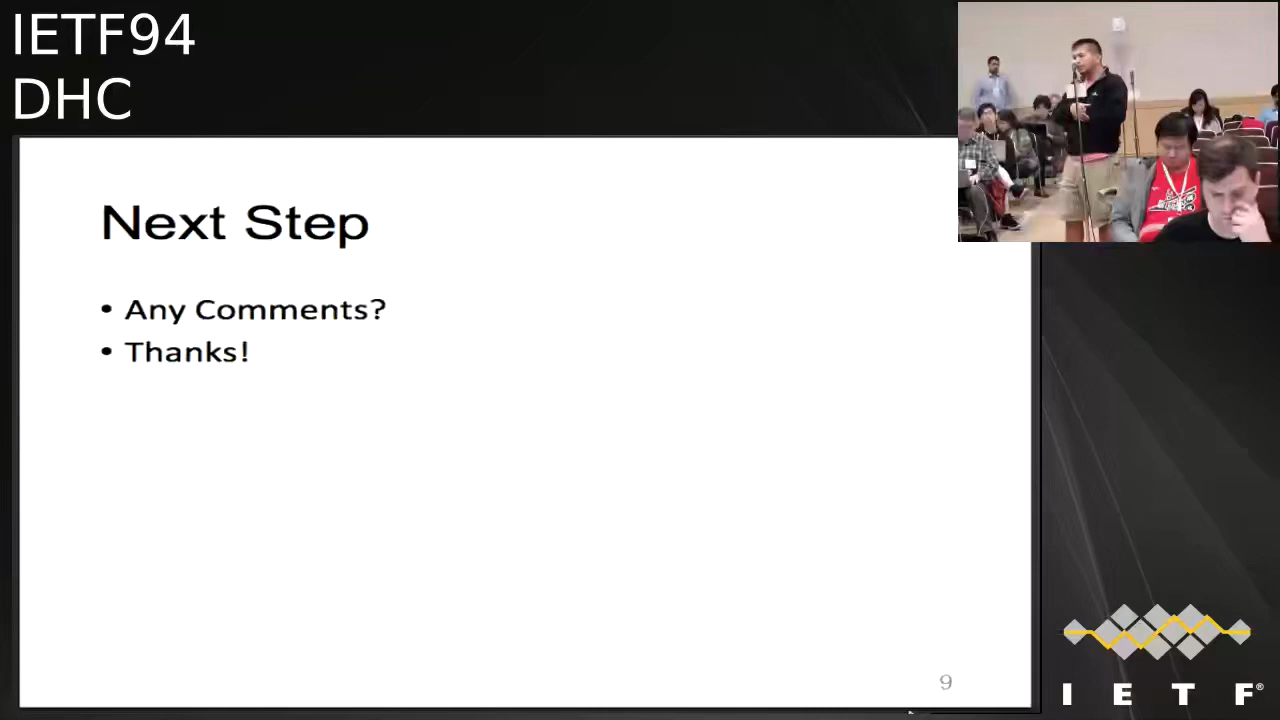 IETF94
DHC
Next Step
• Any Comments?
• Thanks!
9
I E T F®